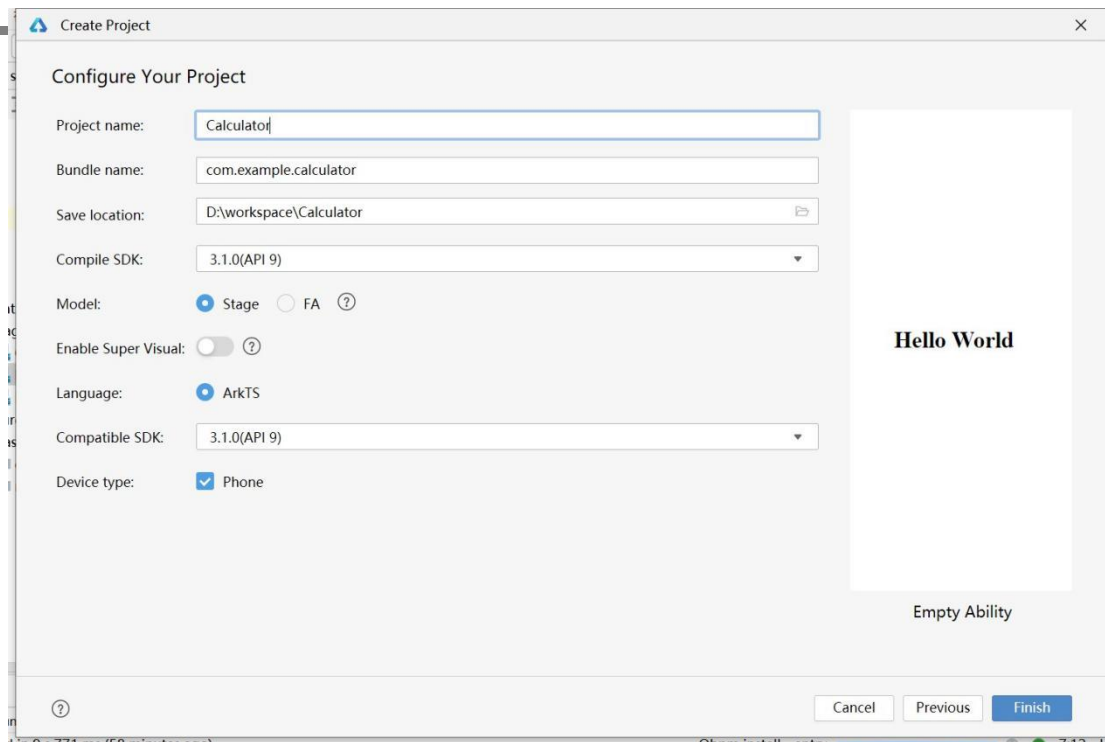 Create Project
Configure Your Project
Project name: Calculator
Bundle name: com.example.calculator
Save location: D:\workspace\Calculator
Compile SDK: 3.1.0(API 9)
Model: Stage FA ?
Enable Super Visual: ?
Language: ArkTS
Compatible SDK: 3.1.0(API 9)
Device type: Phone
Hello World
Empty Ability
? Cancel Previous Finish